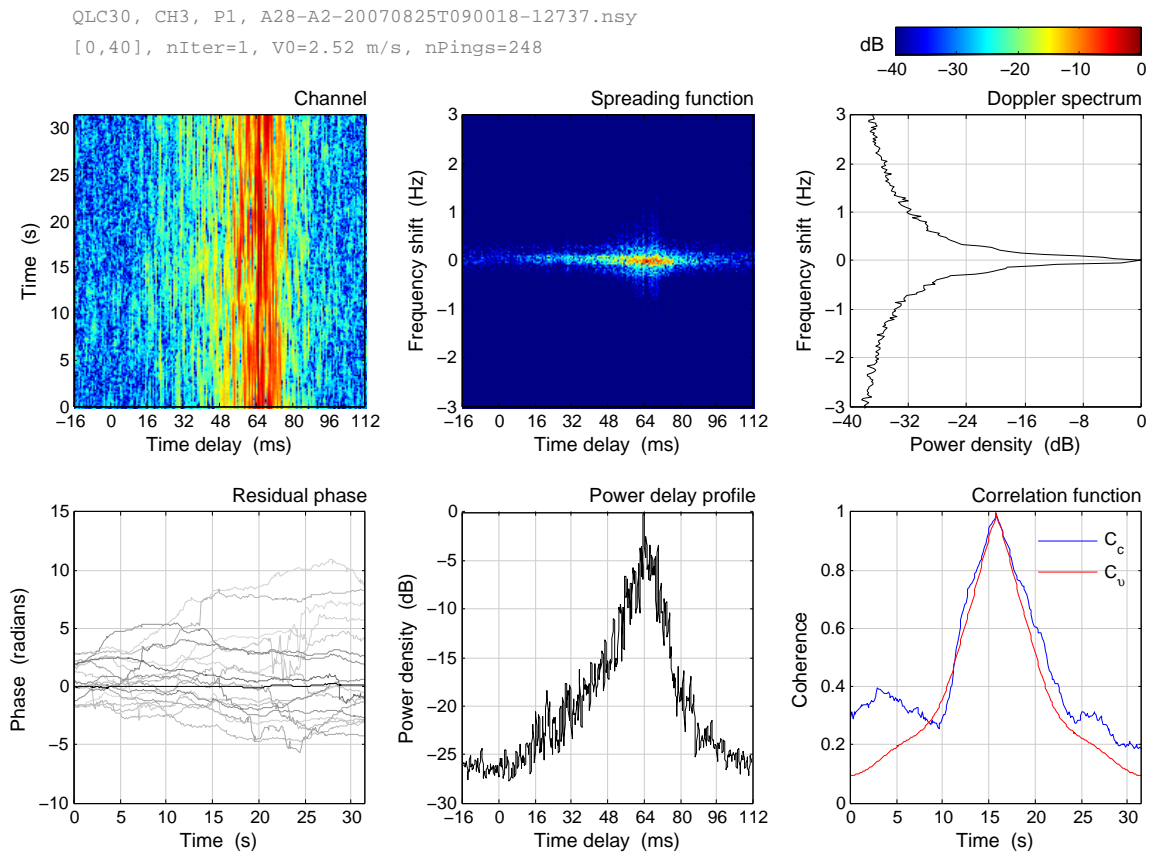 QLC30, CH3, P1, A28-A2-20070825T090018-12737.nsy
[0,40], nIter=1, V0=2.52 m/s, nPings=248
dB
−40 −30 −20 −10 0
Channel
30
25
20
15
10
5
0
Time (s)
−16 0 16 32 48 64 80 96 112
Time delay (ms)
Spreading function
3
2
1
0
−1
−2
−3
Frequency shift (Hz)
−16 0 16 32 48 64 80 96 112
Time delay (ms)
Doppler spectrum
3
2
1
0
−1
−2
−3
Frequency shift (Hz)
−40 −32 −24 −16 −8 0
Power density (dB)
Residual phase
15
10
5
0
−5
−10
Phase (radians)
0 5 10 15 20 25 30
Time (s)
Power delay profile
0
−5
−10
−15
−20
−25
−30
Power density (dB)
−16 0 16 32 48 64 80 96 112
Time delay (ms)
Correlation function
C_c
C_υ
1
0.8
0.6
0.4
0.2
0
Coherence
0 5 10 15 20 25 30
Time (s)